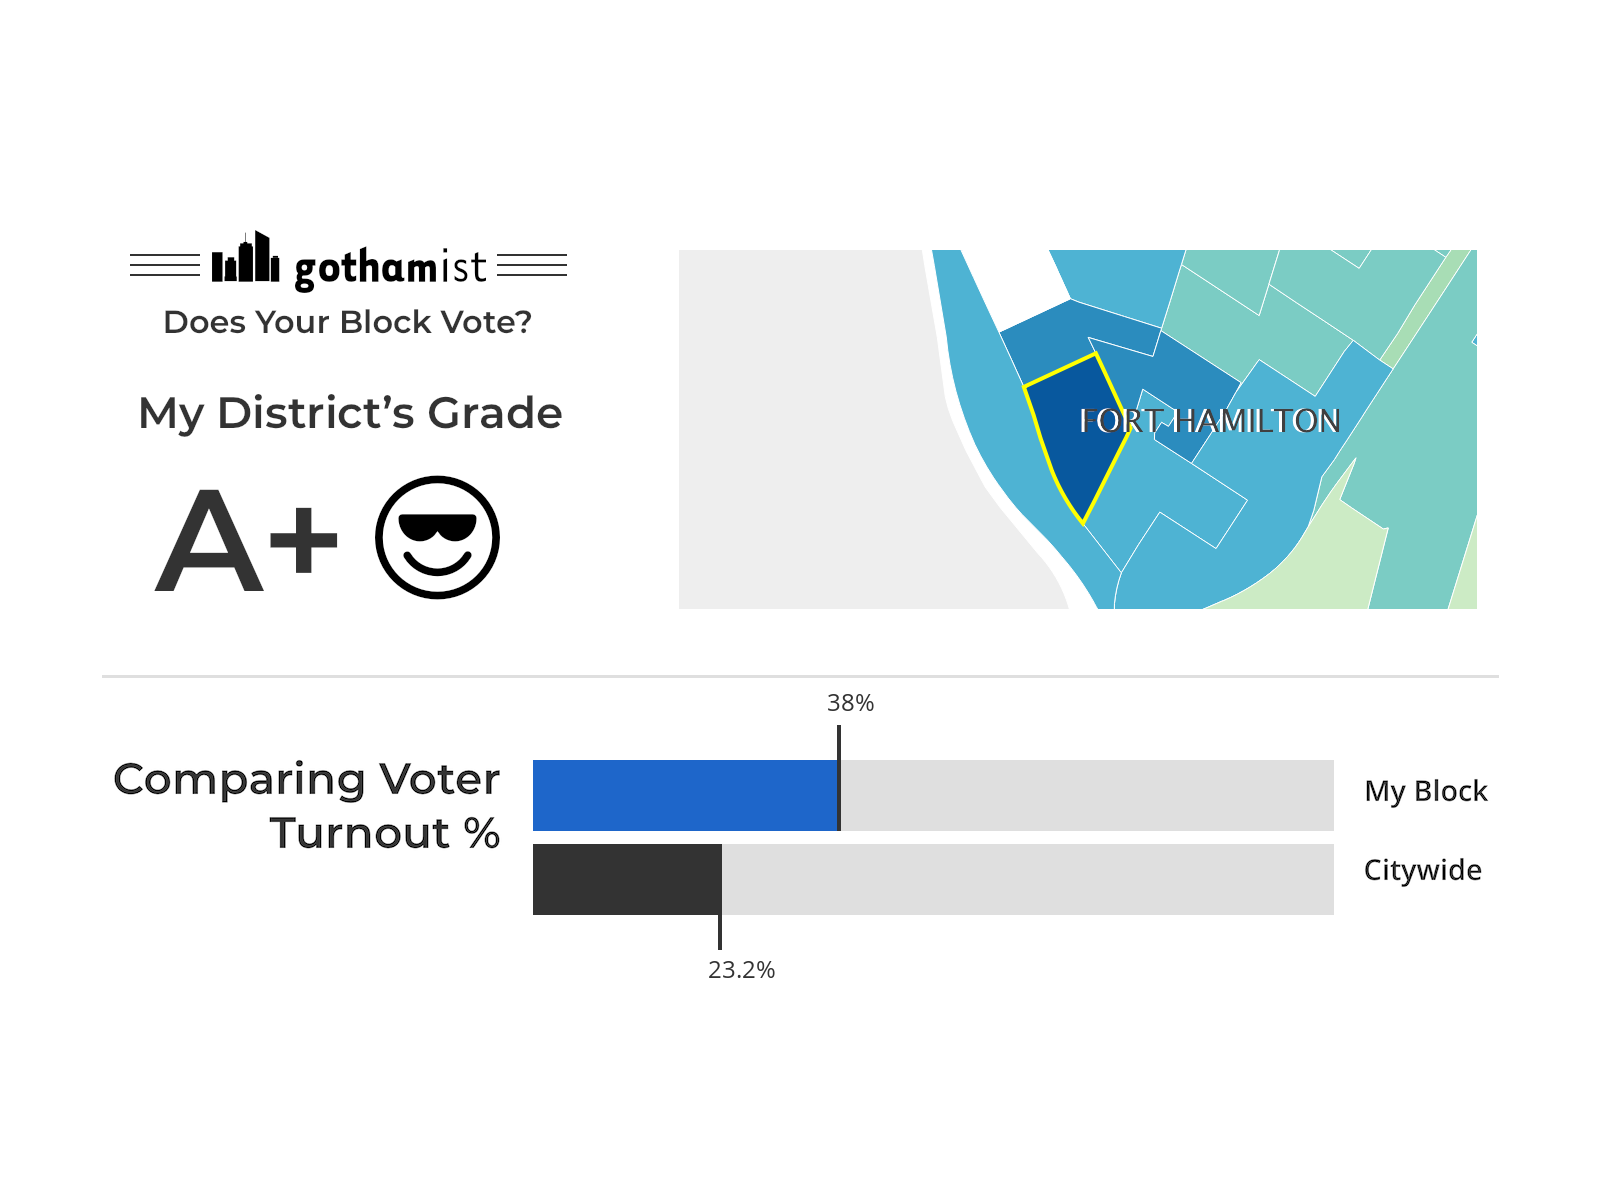 gothamist
Does Your Block Vote?
My District’s Grade
A+
FORT HAMILTON
38%
Comparing Voter
Turnout %
My Block
Citywide
23.2%